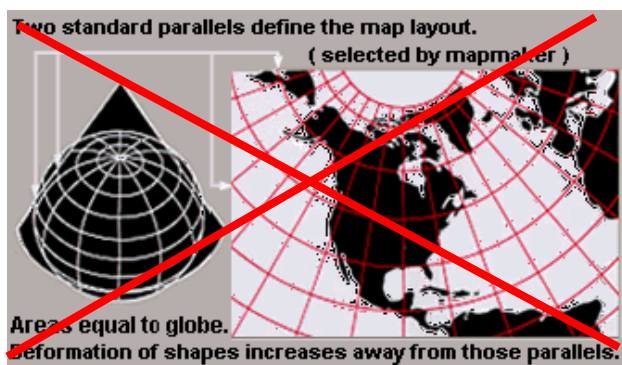 Two standard parallels define the map layout.
( selected by mapmaker )
Areas equal to globe.
Deformation of shapes increases away from those parallels.